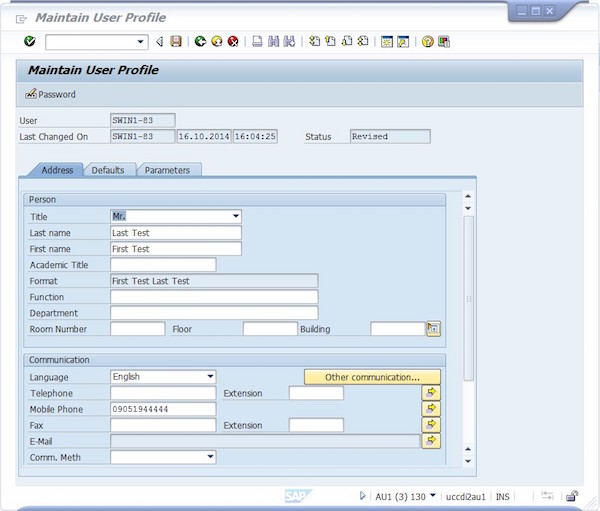 Maintain User Profile
Maintain User Profile
Password
User SWIN1-83
Last Changed On SWIN1-83 16.10.2014 16:04:25 Status Revised
Address Defaults Parameters
Person
Title Mr.
Last name Last Test
First name First Test
Academic Title
Format First Test Last Test
Function
Department
Room Number Floor Building
Communication
Language English Other communication...
Telephone Extension
Mobile Phone 09051944444
Fax Extension
E-Mail
Comm. Meth
SAP AU1 (3) 130 uccdi2au1 INS